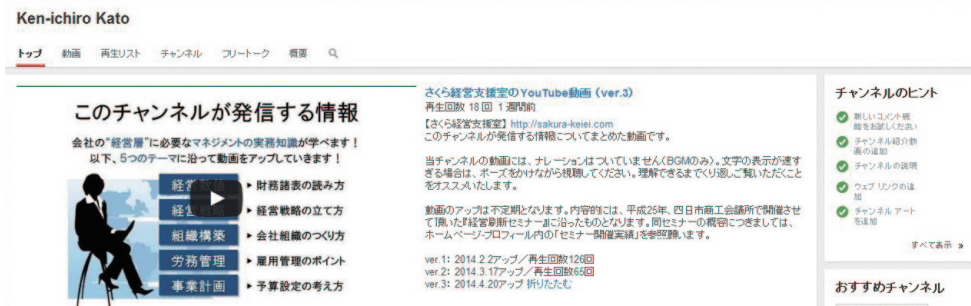 Ken-ichiro Kato
トップ 動画 再生リスト チャンネル フリートーク 概要
このチャンネルが発信する情報
会社の"経営層"に必要なマネジメントの実務知識が学べます！
以下、5つのテーマに沿って動画をアップしていきます！
経営 ▶ 財務諸表の読み方
経営 ▶ 経営戦略の立て方
組織構築 ▶ 会社組織のつくり方
労務管理 ▶ 雇用管理のポイント
事業計画 ▶ 予算設定の考え方
さくら経営支援室のYouTube動画 (ver.3)
再生回数 18 回 1 週間前
【さくら経営支援室】 http://sakura-keiei.com
このチャンネルが発信する情報についてまとめた動画です。
当チャンネルの動画には、ナレーションはついていません（BGMのみ）。文字の表示が速す
ぎる場合は、ポーズをかけながら視聴してください。理解できるまでくり返しご覧いただくこと
をオススメいたします。
動画のアップは不定期となります。内容的には、平成25年、四日市商工会議所で開催させ
て頂いた『経営刷新セミナー』に沿ったものとなります。同セミナーの概容につきましては、
ホームページ-プロフィール内の「セミナー開催実績」を参照願います。
ver.1: 2014.2.2アップ／再生回数126回
ver.2: 2014.3.17アップ／再生回数65回
ver.3: 2014.4.20アップ 折りたたむ
チャンネルのヒント
新しいコメント機
能をお試しください
チャンネル紹介動
画の追加
チャンネルの説明
ウェブ リンクの追
加
チャンネル アート
を追加
すべて表示 »
おすすめチャンネル